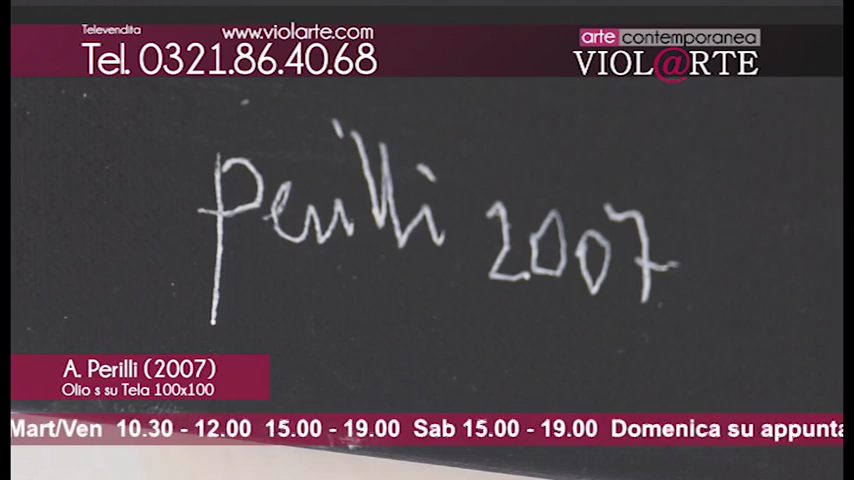 Televendita
www.violarte.com
Tel. 0321.86.40.68
arte contemporanea
VIOL@RTE
Perilli 2007
A. Perilli (2007)
Olio s su Tela 100x100
Mart/Ven 10.30 - 12.00 15.00 - 19.00 Sab 15.00 - 19.00 Domenica su appunta